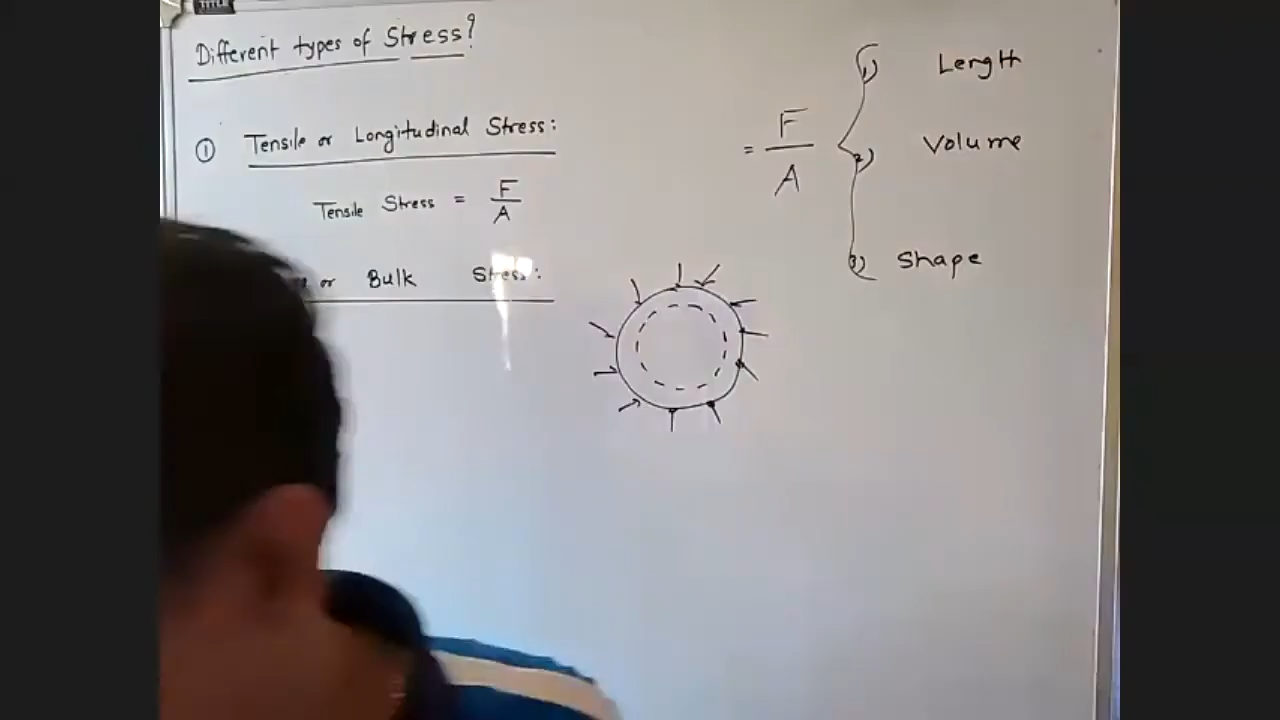 Different types of Stress?
① Tensile or Longitudinal Stress:
Tensile Stress = F/A
or Bulk Stress:
= F/A
1) Length
2) Volume
3) Shape